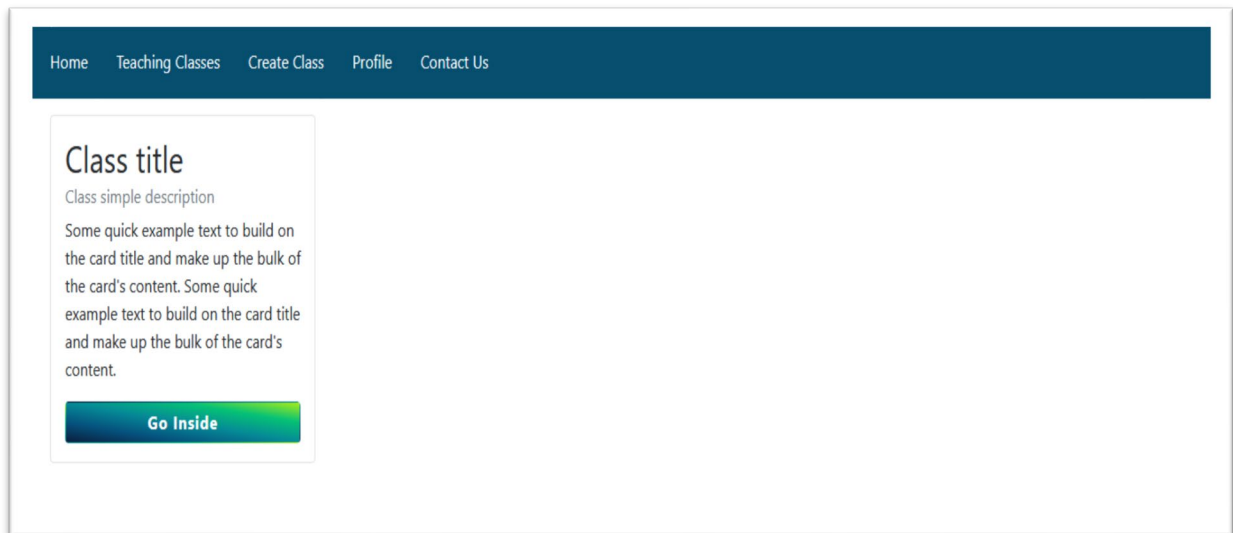 Home Teaching Classes Create Class Profile Contact Us
Class title
Class simple description
Some quick example text to build on
the card title and make up the bulk of
the card's content. Some quick
example text to build on the card title
and make up the bulk of the card's
content.
Go Inside